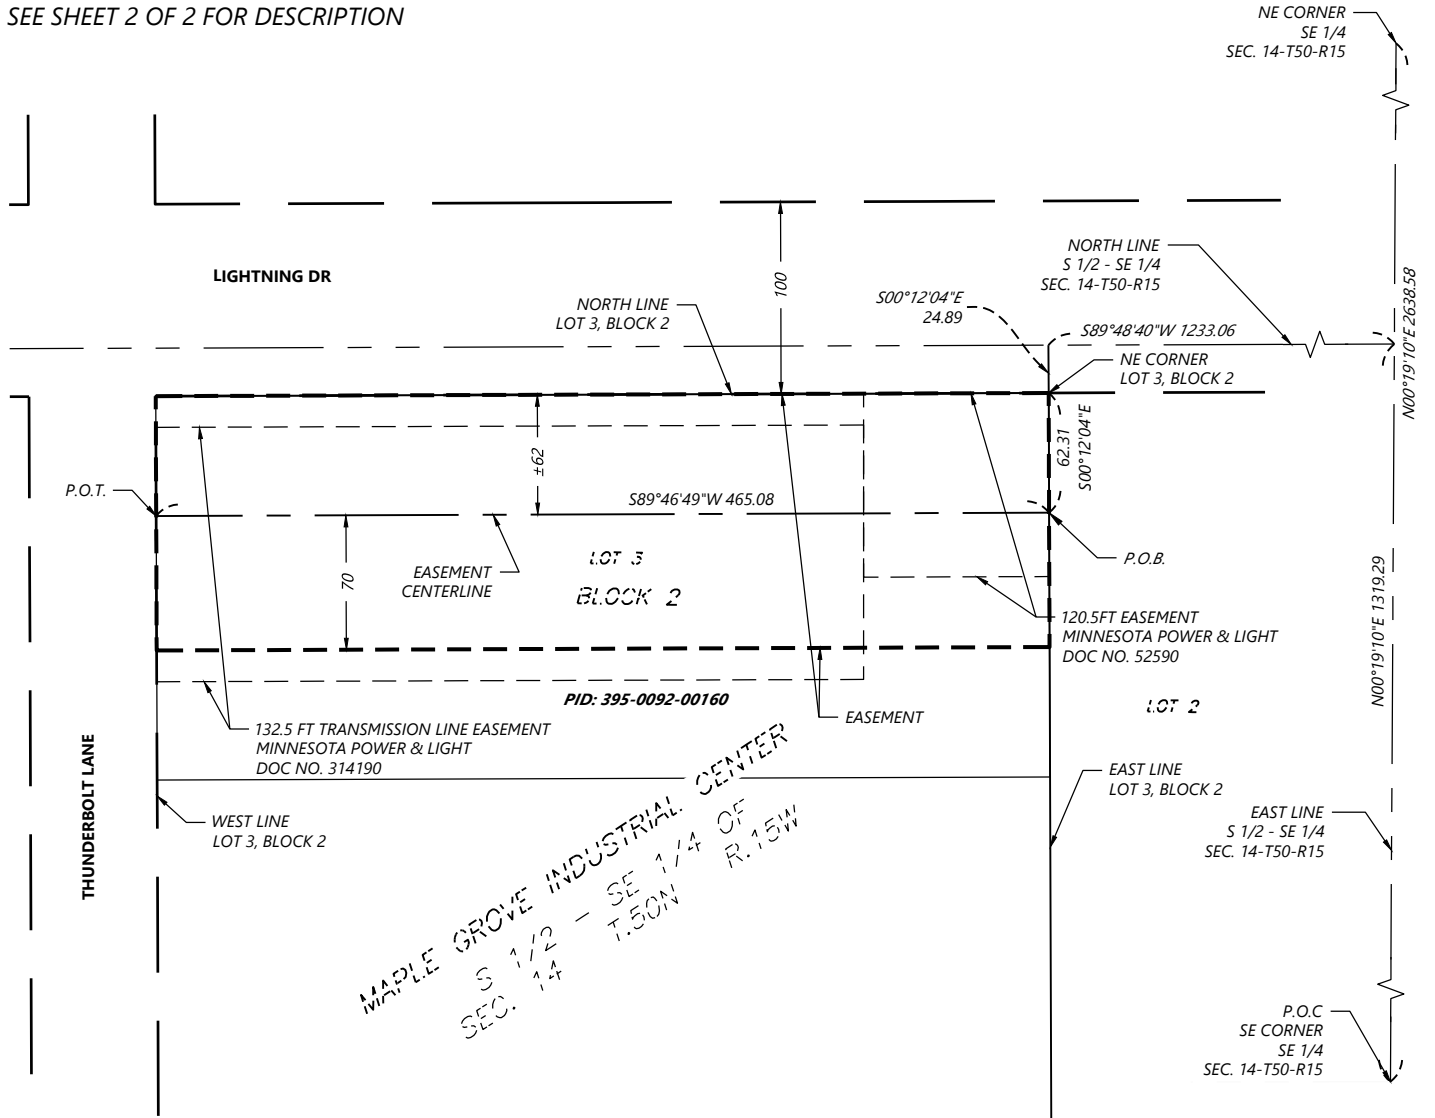 SEE SHEET 2 OF 2 FOR DESCRIPTION
NE CORNER
SE 1/4
SEC. 14-T50-R15
LIGHTNING DR
100
NORTH LINE
LOT 3, BLOCK 2
S00°12'04"E
24.89
NORTH LINE
S 1/2 - SE 1/4
SEC. 14-T50-R15
S89°48'40"W 1233.06
NE CORNER
LOT 3, BLOCK 2
N00°19'10"E 2638.58
±62
62.31
S00°12'04"E
P.O.T.
S89°46'49"W 465.08
P.O.B.
70
EASEMENT
CENTERLINE
LOT 3
BLOCK 2
120.5FT EASEMENT
MINNESOTA POWER & LIGHT
DOC NO. 52590
N00°19'10"E 1319.29
PID: 395-0092-00160
EASEMENT
LOT 2
132.5 FT TRANSMISSION LINE EASEMENT
MINNESOTA POWER & LIGHT
DOC NO. 314190
THUNDERBOLT LANE
WEST LINE
LOT 3, BLOCK 2
EAST LINE
LOT 3, BLOCK 2
EAST LINE
S 1/2 - SE 1/4
SEC. 14-T50-R15
MAPLE GROVE INDUSTRIAL CENTER
S 1/2 - SE 1/4 OF
SEC. 14 T.50N R.15W
P.O.C
SE CORNER
SE 1/4
SEC. 14-T50-R15